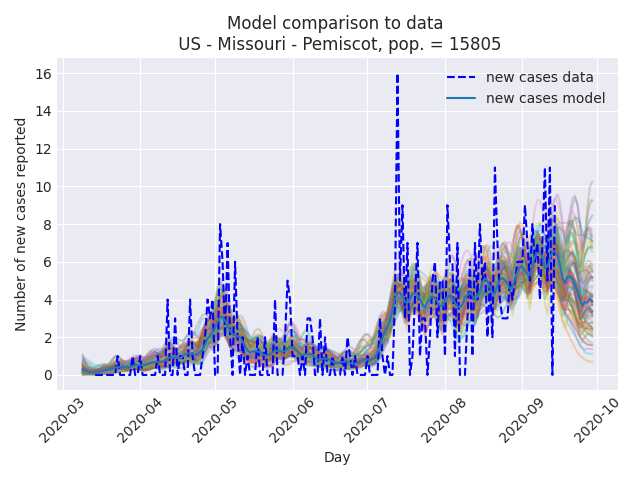 Model comparison to data
US - Missouri - Pemiscot, pop. = 15805
new cases data
new cases model
Number of new cases reported
16
14
12
10
8
6
4
2
0
2020-03
2020-04
2020-05
2020-06
2020-07
2020-08
2020-09
2020-10
Day